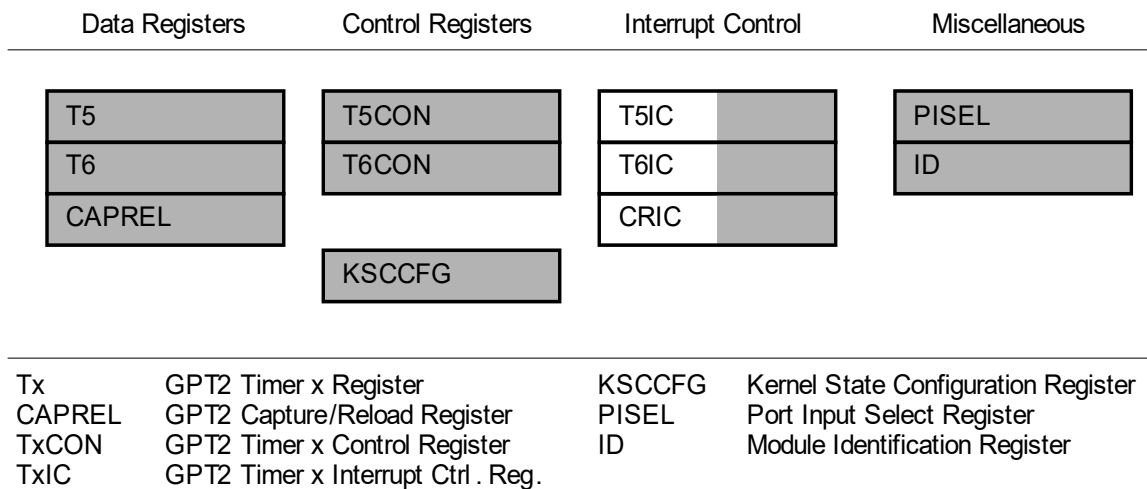 Data Registers Control Registers Interrupt Control Miscellaneous
T5 T5CON T5IC PISEL
T6 T6CON T6IC ID
CAPREL CRIC
KSCCFG
Tx GPT2 Timer x Register KSCCFG Kernel State Configuration Register
CAPREL GPT2 Capture/Reload Register PISEL Port Input Select Register
TxCON GPT2 Timer x Control Register ID Module Identification Register
TxIC GPT2 Timer x Interrupt Ctrl . Reg.